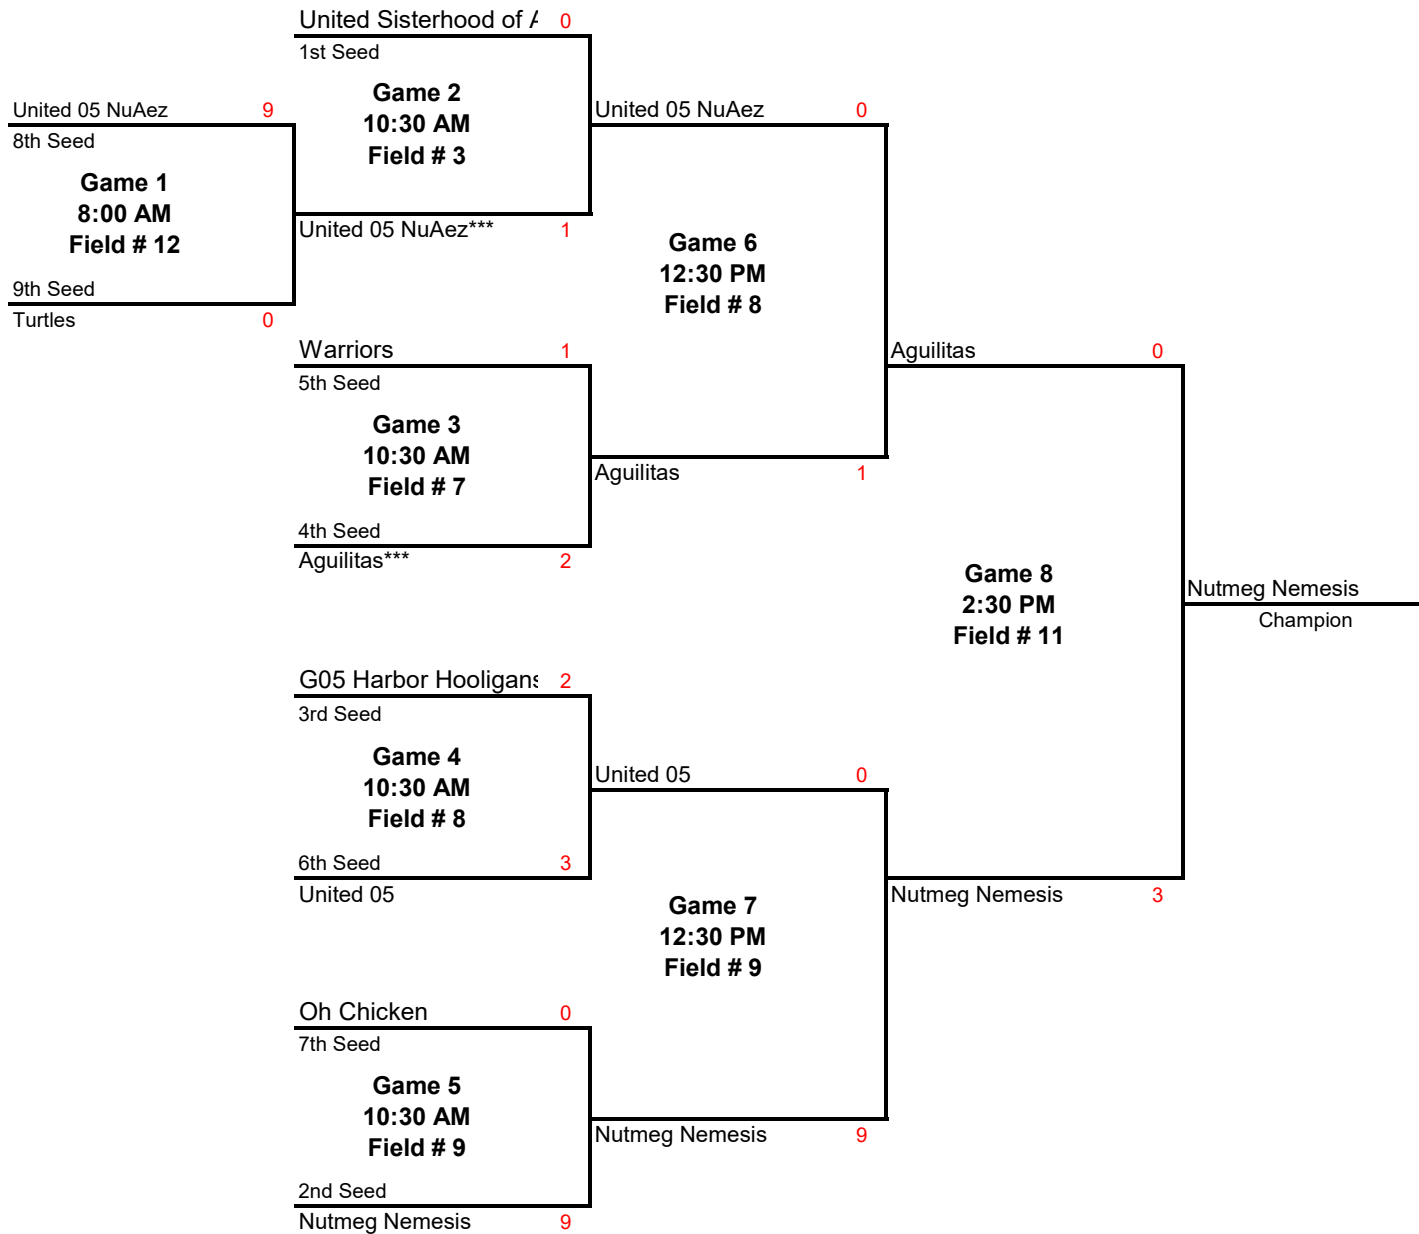 United Sisterhood of 0
1st Seed
Game 2
10:30 AM
Field # 3
United 05 NuAez 9
8th Seed
Game 1
8:00 AM
Field # 12
9th Seed
Turtles 0
United 05 NuAez*** 1
United 05 NuAez 0
Game 6
12:30 PM
Field # 8
Warriors 1
5th Seed
Game 3
10:30 AM
Field # 7
4th Seed
Aguilitas*** 2
Aguilitas 1
Aguilitas 0
Game 8
2:30 PM
Field # 11
Nutmeg Nemesis
Champion
G05 Harbor Hooligans 2
3rd Seed
Game 4
10:30 AM
Field # 8
6th Seed 3
United 05
United 05 0
Game 7
12:30 PM
Field # 9
Nutmeg Nemesis 3
Oh Chicken 0
7th Seed
Game 5
10:30 AM
Field # 9
2nd Seed
Nutmeg Nemesis 9
Nutmeg Nemesis 9